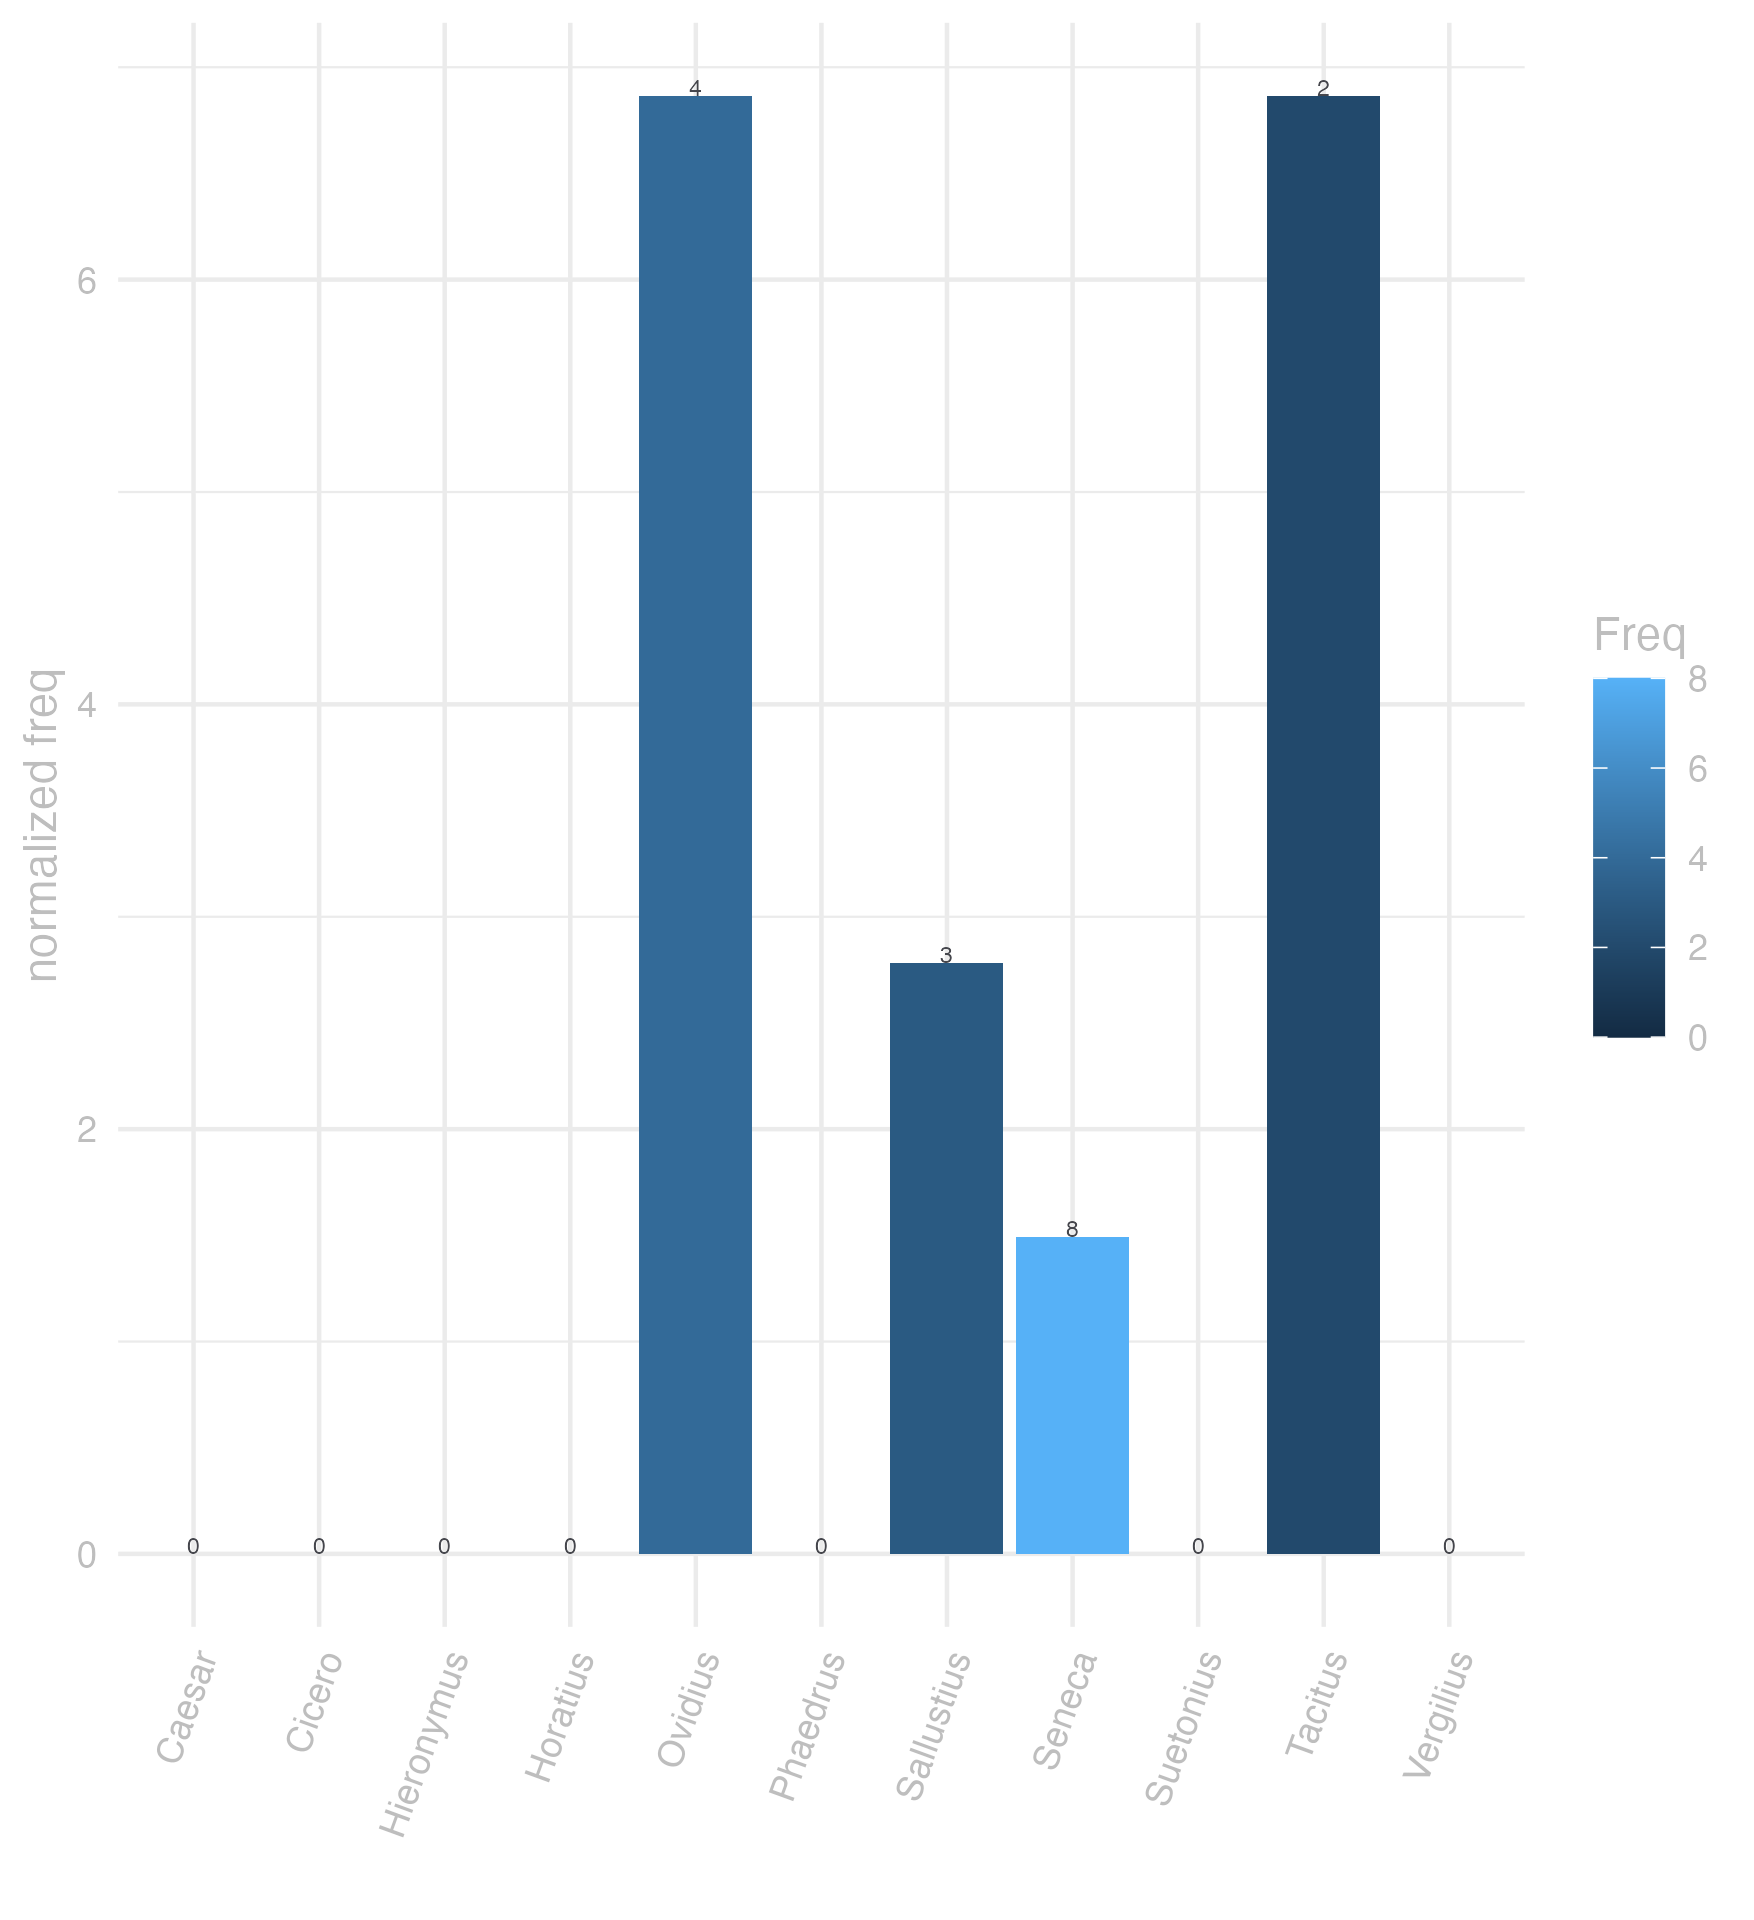 4
2
6
4
2
0
normalized freq
3
8
0
0
0
0
0
0
0
Caesar
Cicero
Hieronymus
Horatius
Ovidius
Phaedrus
Sallustius
Seneca
Suetonius
Tacitus
Vergilius
Freq
8
6
4
2
0